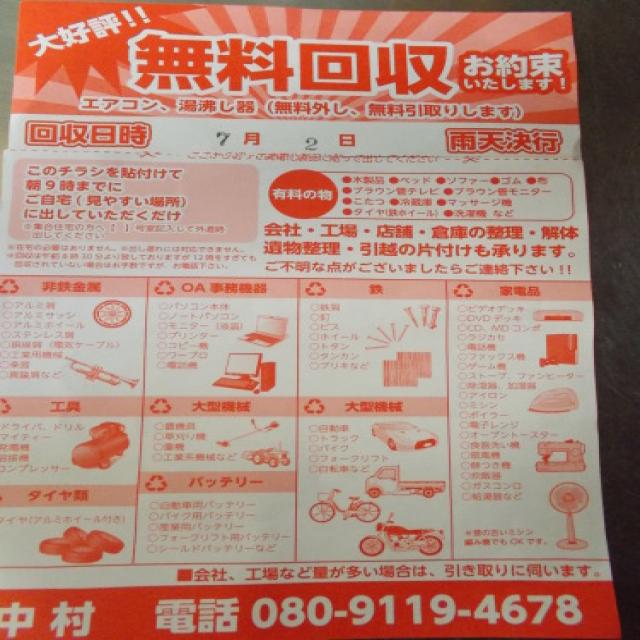 大好評!!
無料回収
お約束
いたします!
エアコン、湯沸し器(無料外し、無料引取りします)
回収日時
7月 2日
雨天決行
このチラシを貼付けて
朝9時までに
ご自宅(見やすい場所)
に出していただくだけ
有料の物
●木製品 ●ベッド ●ソファー ●ゴム ●布
●ブラウン管テレビ ●ブラウン管モニター
●こたつ ●冷蔵庫 ●マッサージ機
●タイヤ(鉄ホイール) ●洗濯機 など
会社・工場・店舗・倉庫の整理・解体
遺物整理・引越の片付けも承ります。
ご不明な点がございましたらご連絡下さい!!
非鉄金属
○アルミ屑
○アルミサッシ
○アルミホイール
○ステンレス屑
○銅線屑(電気ケーブル)
○工業用機械
○楽器
○真鍮屑など
OA事務機器
○パソコン本体
○ノートパソコン
○モニター(液晶)
○プリンター
○コピー機
○ワープロ
○電話機
鉄
○鉄屑
○釘
○ビス
○ホイール
○トタン
○タンカン
○ブリキなど
家電品
○ビデオデッキ
○DVDデッキ
○CD、MDコンポ
○ラジカセ
○電話機
○ファックス機
○ゲーム機
○ストーブ、ファンヒーター
○除湿器、加湿器
○アイロン
○ミシン
○ボイラー
○電子レンジ
○オーブントースター
○食器洗い機
○扇風機
○餅つき機
○炊飯器
○ガスコンロ
○給湯器など
※壊の古いミシン
編み機でもOKです。
工具
ドライバ、ドリル
マイティー
充電機
溶接機
コンプレッサー
大型機械
○農機具
○草刈り機
○重機
○工業系機械など
大型機械
○自動車
○トラック
○バイク
○フォークリフト
○自転車など
タイヤ類
タイヤ(アルミホイール付き)
バッテリー
○自動車用バッテリー
○バイク用バッテリー
○産業用バッテリー
○フォークリフト用バッテリー
○シールドバッテリーなど
■会社、工場など量が多い場合は、引き取りに伺います。
中村 電話 080-9119-4678